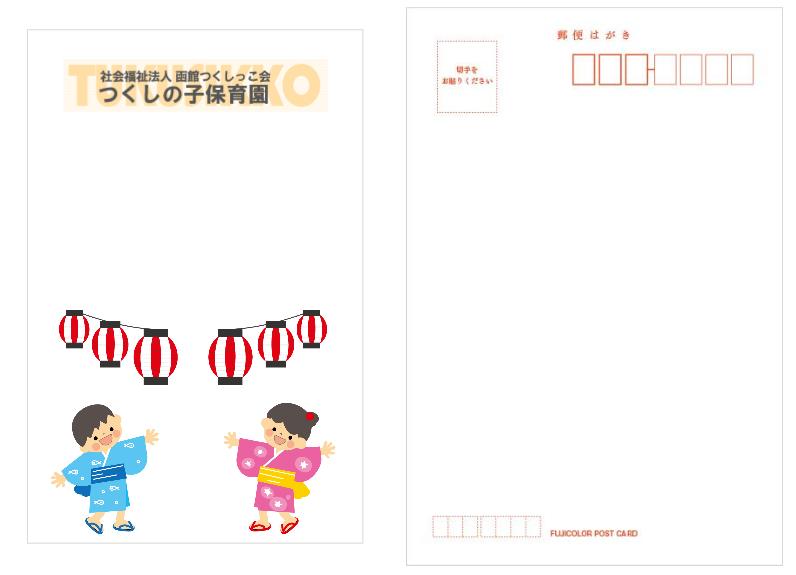 TUKUSIKKO
社会福祉法人 函館つくしっこ会
つくしの子保育園
郵便はがき
切手を
お貼りください
FUJICOLOR POST CARD